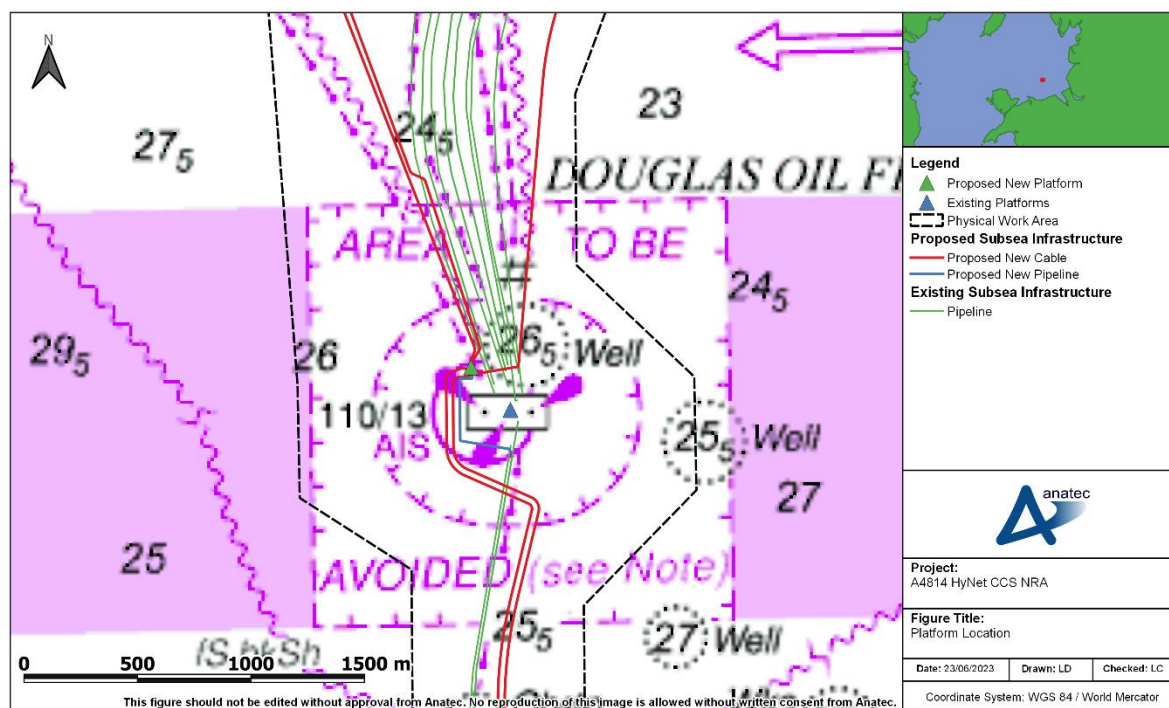 N
27₅
24₅
23
DOUGLAS OIL
AREA TO BE
24₅
29₅
26
26₅ Well
110/13
AIS
25₅ Well
27
25
AVOIDED (see Note)
25₅
27 Well
0 500 1000 1500 m
This figure should not be edited without approval from Anatec. No reproduction of this image is allowed without written consent from Anatec.
Legend
Proposed New Platform
Existing Platforms
Physical Work Area
Proposed Subsea Infrastructure
Proposed New Cable
Proposed New Pipeline
Existing Subsea Infrastructure
Pipeline
anatec
Project:
A4814 HyNet CCS NRA
Figure Title:
Platform Location
Date: 23/06/2023 Drawn: LD Checked: LC
Coordinate System: WGS 84 / World Mercator